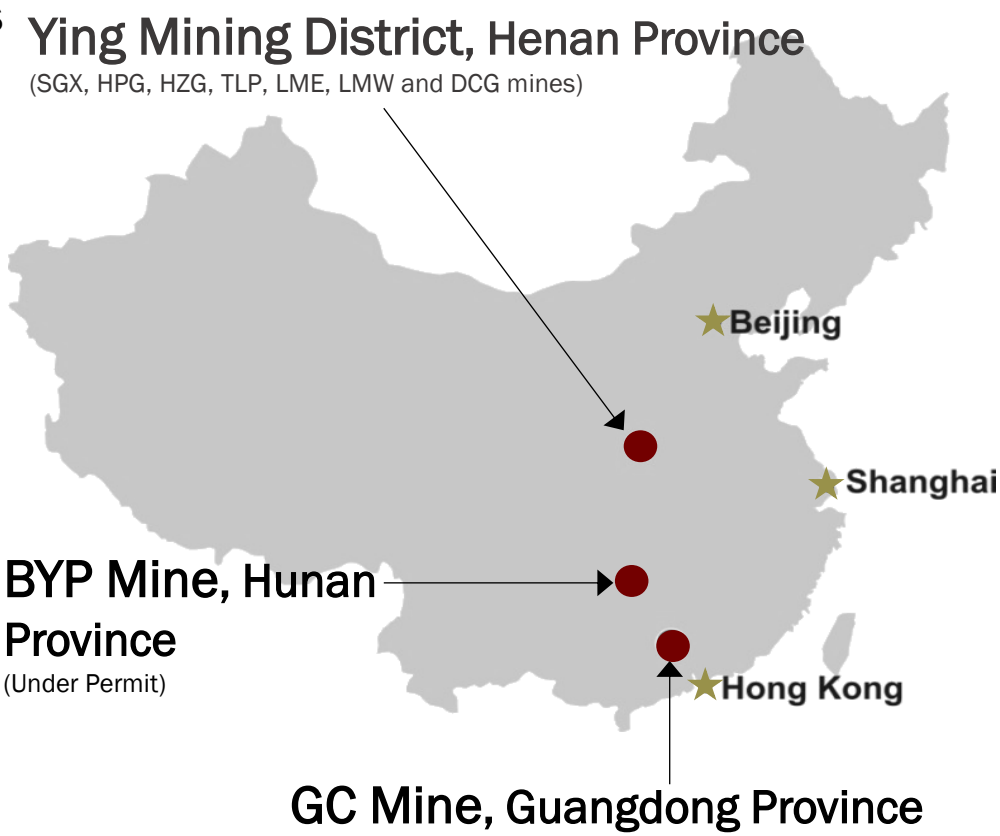 Ying Mining District, Henan Province
(SGX, HPG, HZG, TLP, LME, LMW and DCG mines)
Beijing
Shanghai
BYP Mine, Hunan
Province
(Under Permit)
Hong Kong
GC Mine, Guangdong Province